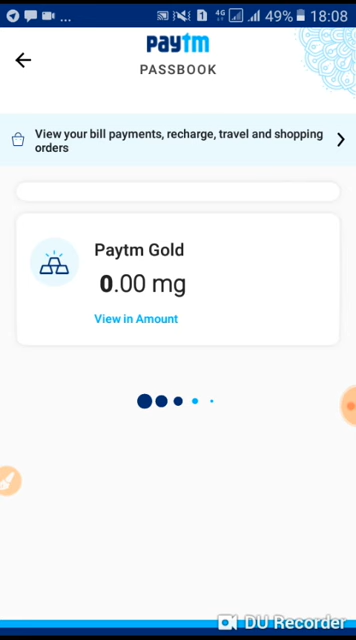 4G 49% 18:08
paytm
PASSBOOK
View your bill payments, recharge, travel and shopping
orders
Paytm Gold
0.00 mg
View in Amount
DU Recorder